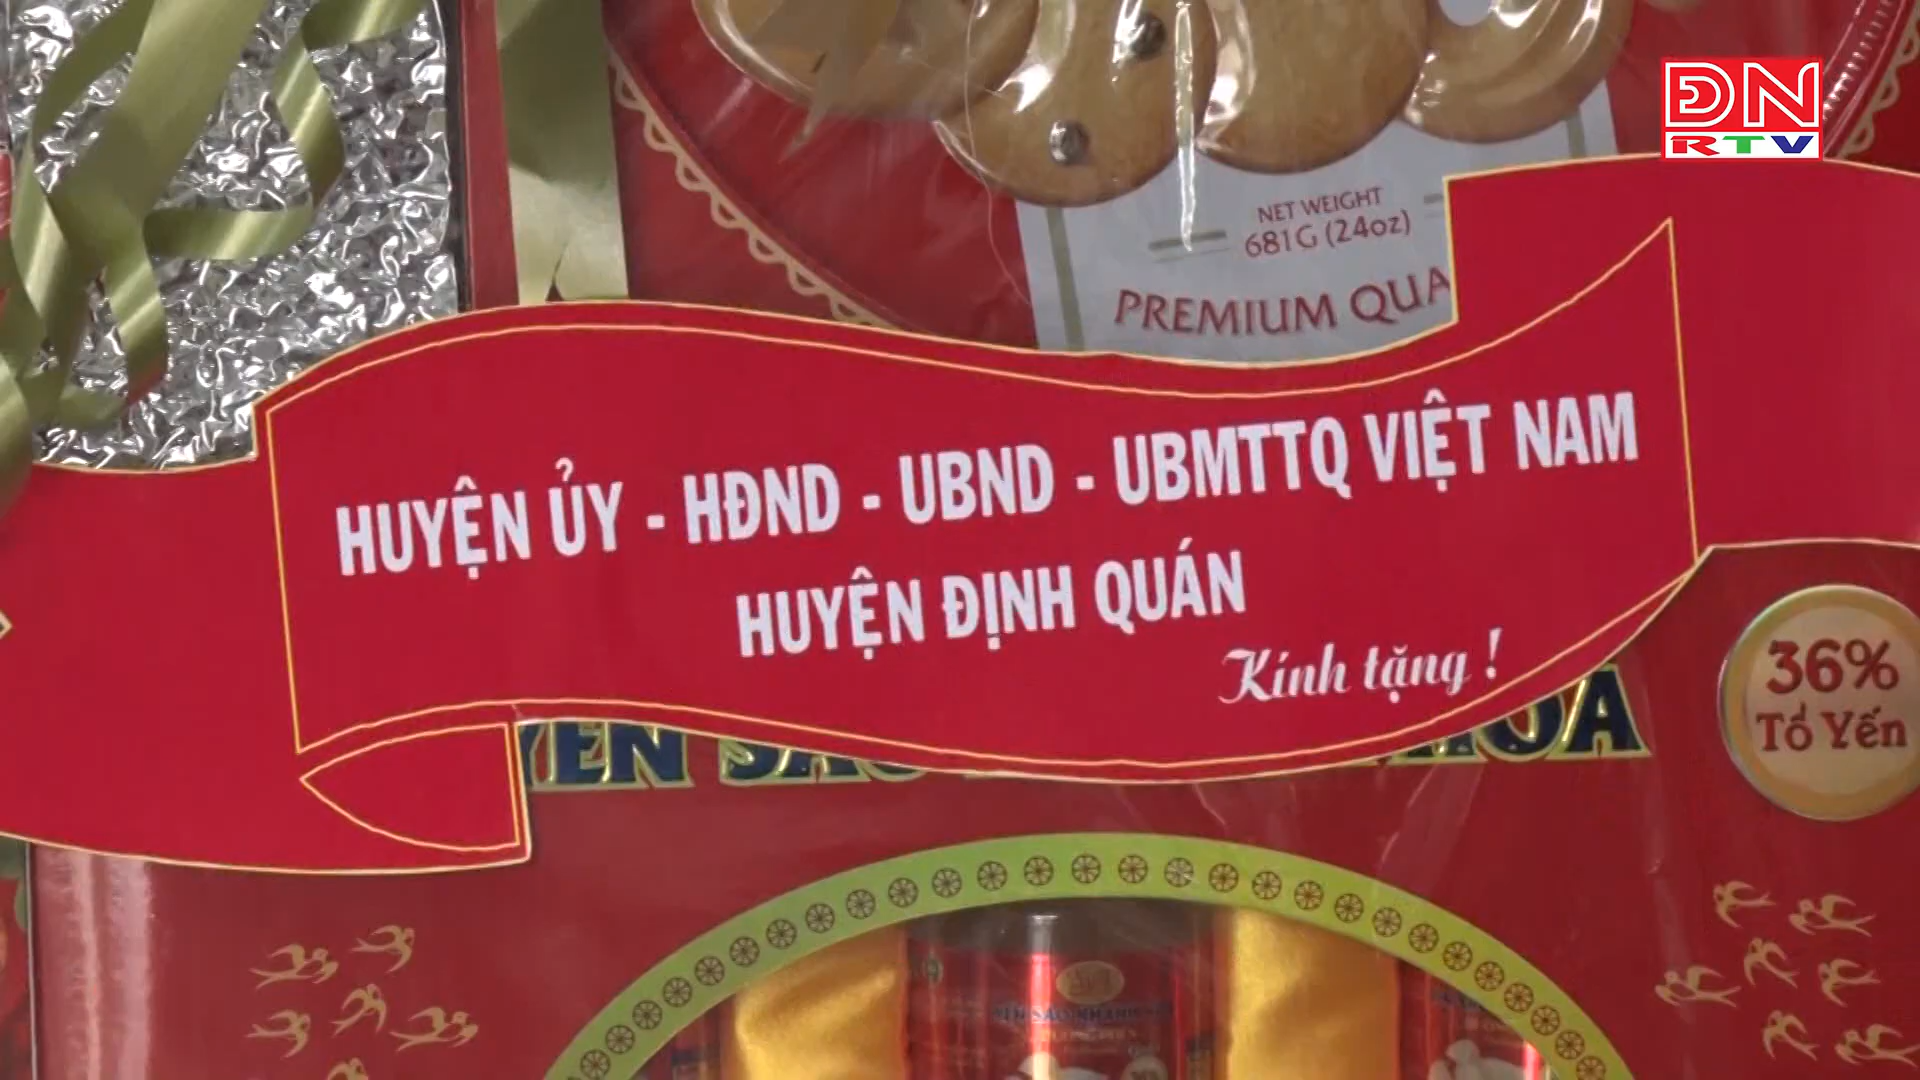 ĐN
RTV
NET WEIGHT
681G (24oz)
PREMIUM
HUYỆN ỦY - HĐND - UBND - UBMTTQ VIỆT NAM
HUYỆN ĐỊNH QUÁN
Kính tặng !
YẾN
36%
Tổ Yến